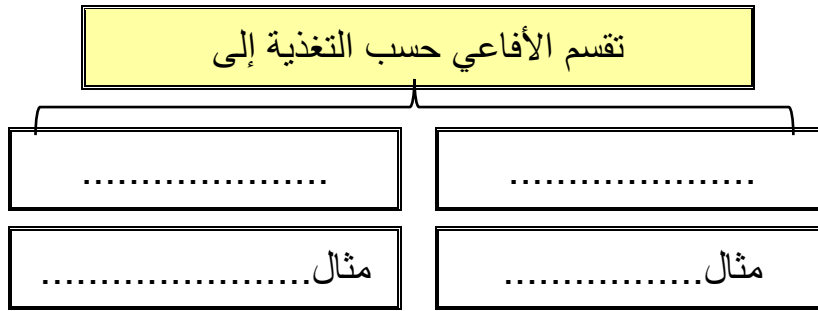 تقسم الأفاعي حسب التغذية إلى
.....................
.....................
مثال.................
مثال.......................